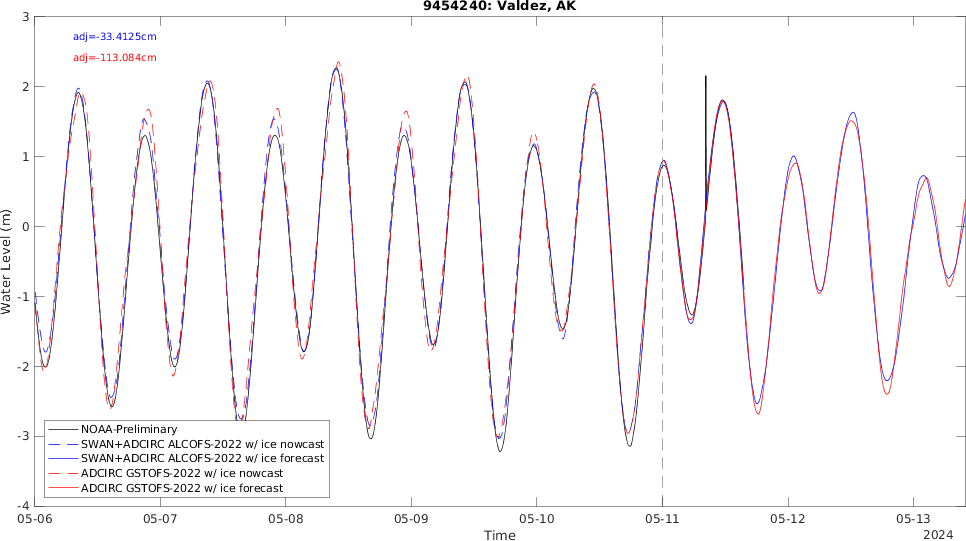 9454240: Valdez, AK
adj=-33.4125cm
adj=-113.084cm
Water Level (m)
3
2
1
0
-1
-2
-3
-4
NOAA-Preliminary
SWAN+ADCIRC ALCOFS-2022 w/ ice nowcast
SWAN+ADCIRC ALCOFS-2022 w/ ice forecast
ADCIRC GSTOFS-2022 w/ ice nowcast
ADCIRC GSTOFS-2022 w/ ice forecast
05-06 05-07 05-08 05-09 05-10 05-11 05-12 05-13
Time
2024